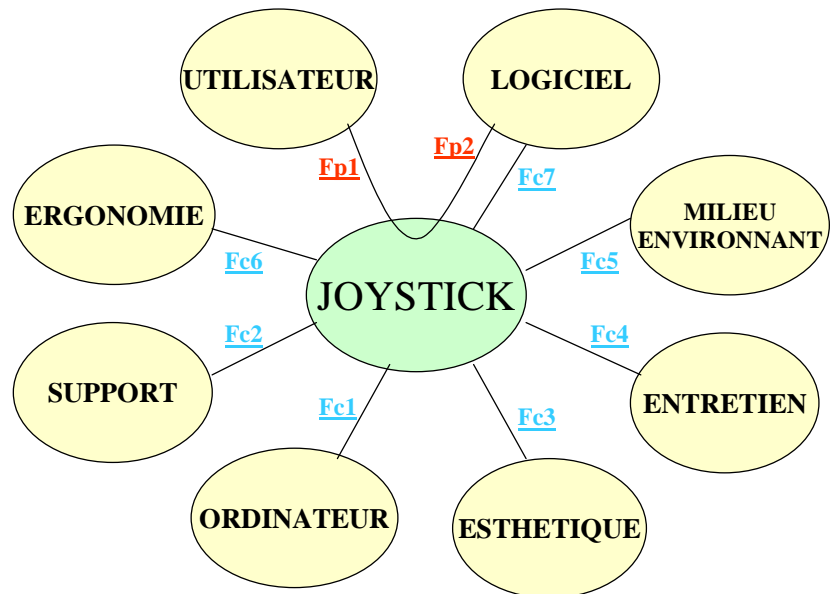 UTILISATEUR
LOGICIEL
Fp1
Fp2
Fc7
ERGONOMIE
MILIEU
ENVIRONNANT
Fc6
Fc5
JOYSTICK
Fc2
Fc4
SUPPORT
ENTRETIEN
Fc1
Fc3
ORDINATEUR
ESTHETIQUE